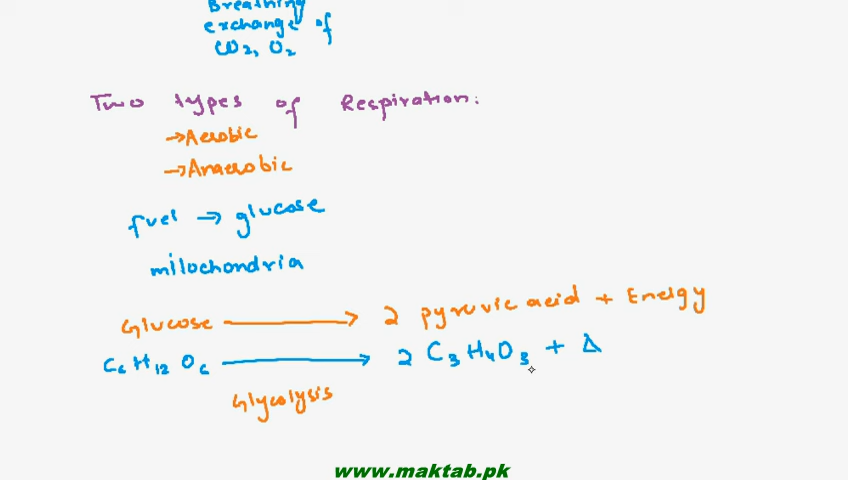 Breathing
exchange of
CO2, O2
Two types of Respiration:
→Aerobic
→Anaerobic
fuel → glucose
mitochondria
Glucose ⟶ 2 pyruvic acid + Energy
C6H12O6 ⟶ 2 C3H4O3 + Δ
Glycolysis
www.maktab.pk